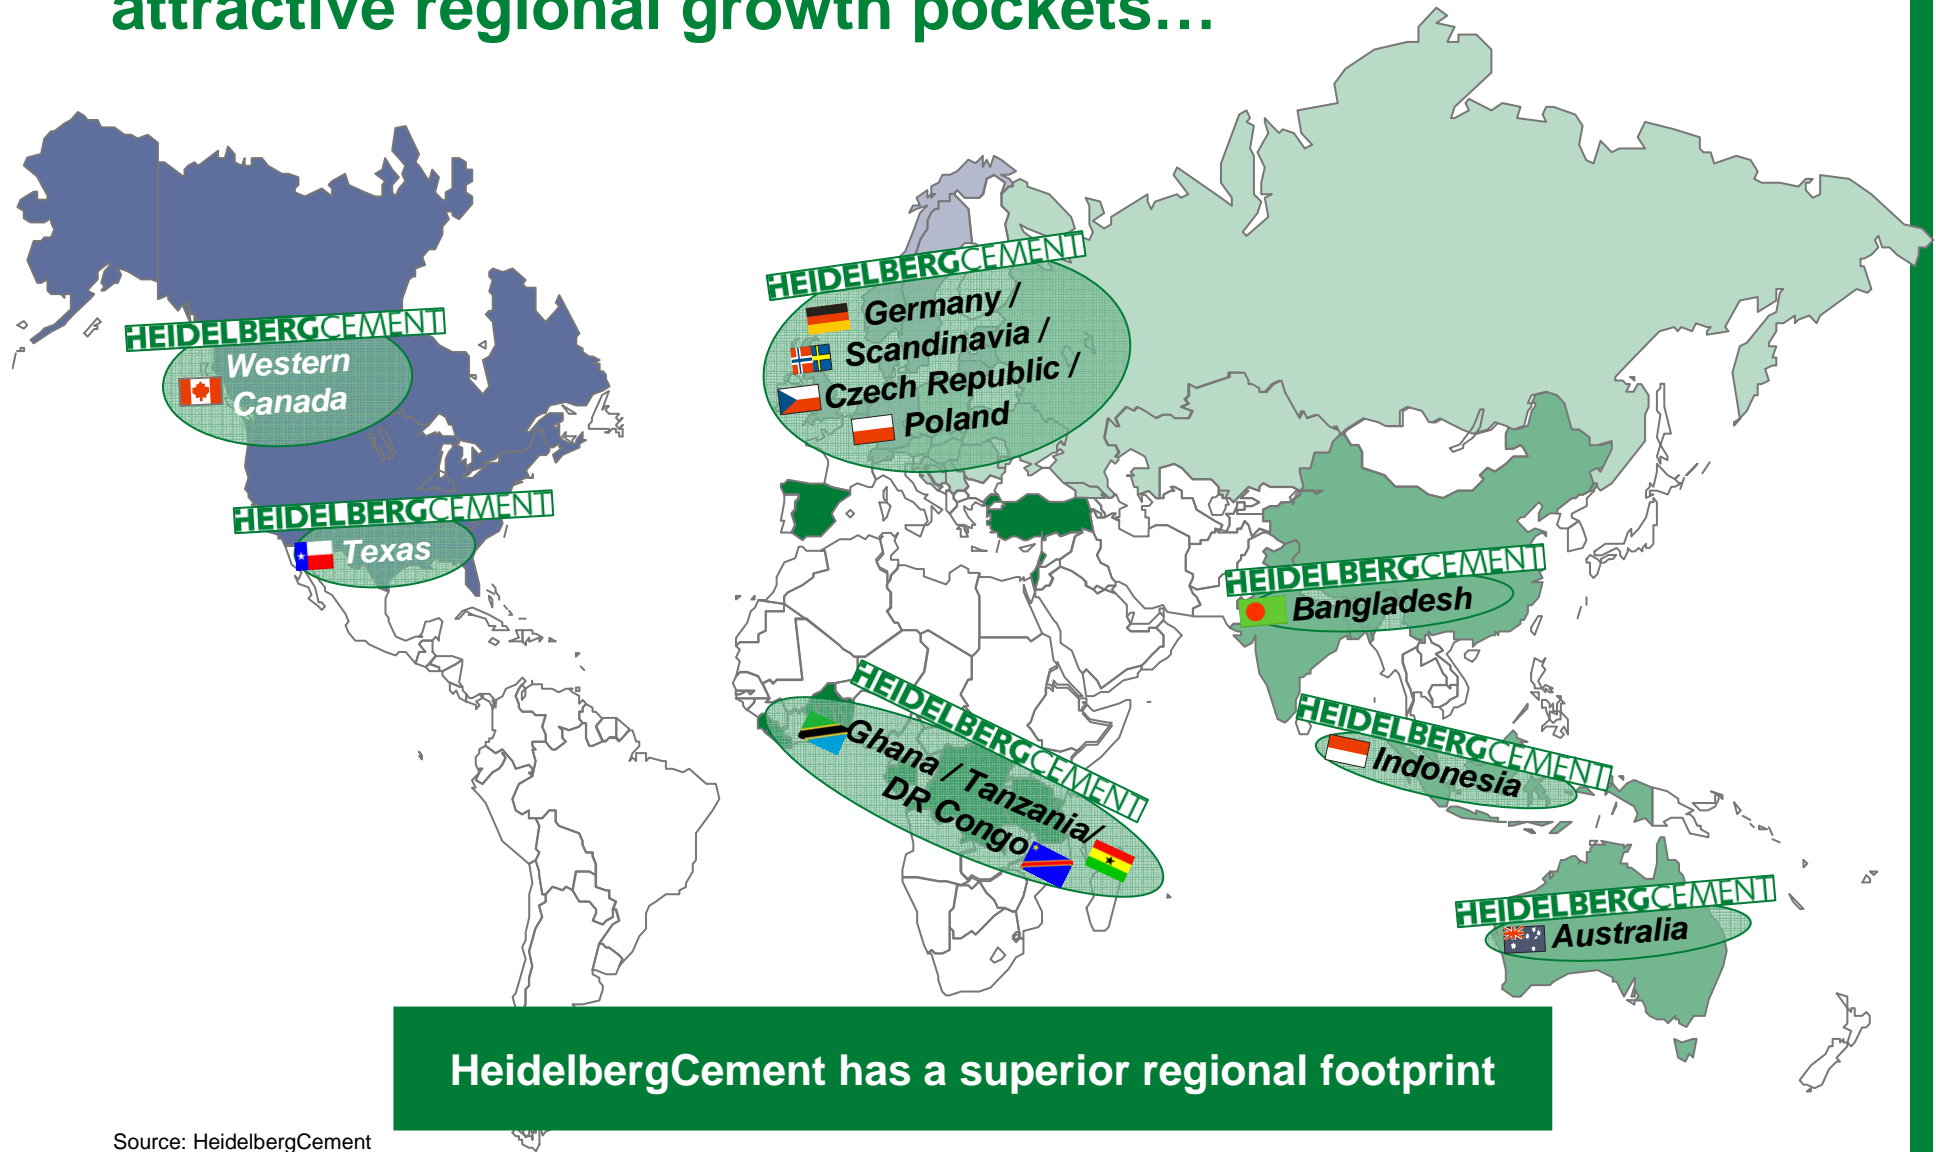 attractive regional growth pockets…
HEIDELBERGCEMENT
Germany /
Scandinavia /
Czech Republic /
Poland
HEIDELBERGCEMENT
Western
Canada
HEIDELBERGCEMENT
Texas
HEIDELBERGCEMENT
Bangladesh
HEIDELBERGCEMENT
Ghana / Tanzania/
DR Congo
HEIDELBERGCEMENT
Indonesia
HEIDELBERGCEMENT
Australia
HeidelbergCement has a superior regional footprint
Source: HeidelbergCement